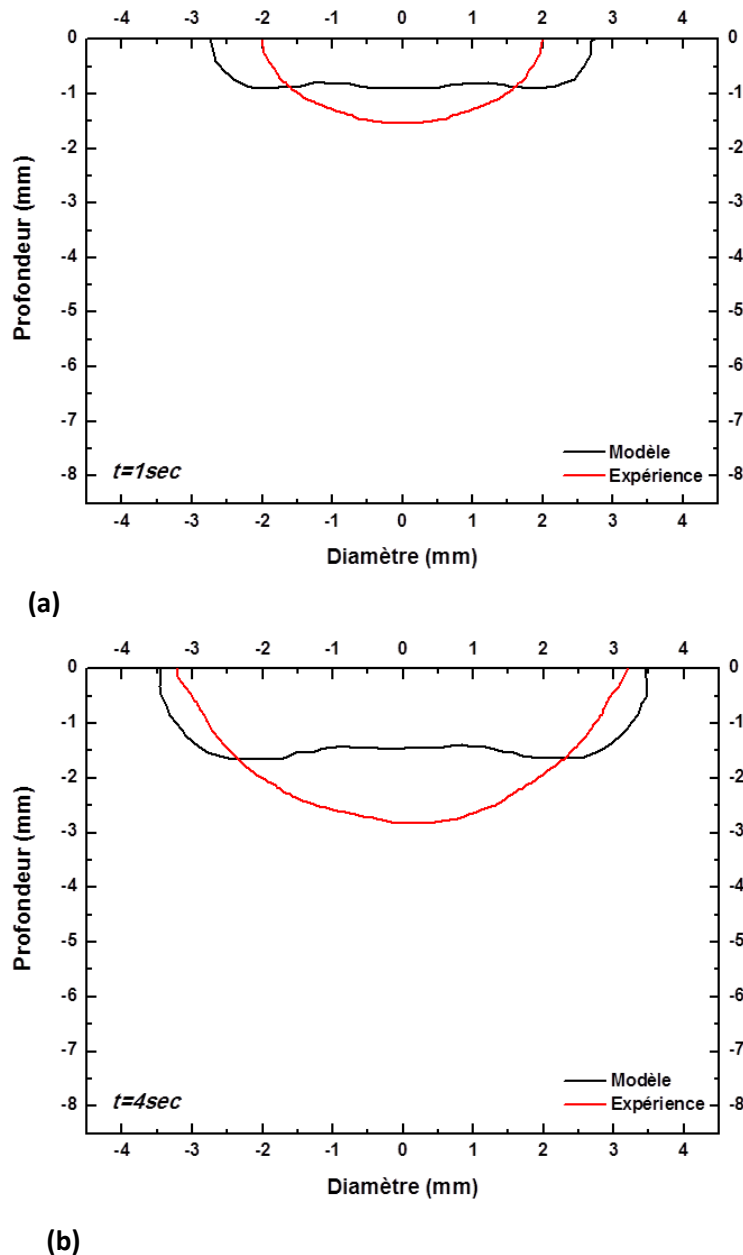 -4 -3 -2 -1 0 1 2 3 4
0 0
-1 -1
-2 -2
-3 -3
-4 -4
-5 -5
-6 -6
-7 -7
-8 -8
Profondeur (mm)
t=1sec
Modèle
Expérience
-4 -3 -2 -1 0 1 2 3 4
Diamètre (mm)
(a)
-4 -3 -2 -1 0 1 2 3 4
0 0
-1 -1
-2 -2
-3 -3
-4 -4
-5 -5
-6 -6
-7 -7
-8 -8
Profondeur (mm)
t=4sec
Modèle
Expérience
-4 -3 -2 -1 0 1 2 3 4
Diamètre (mm)
(b)